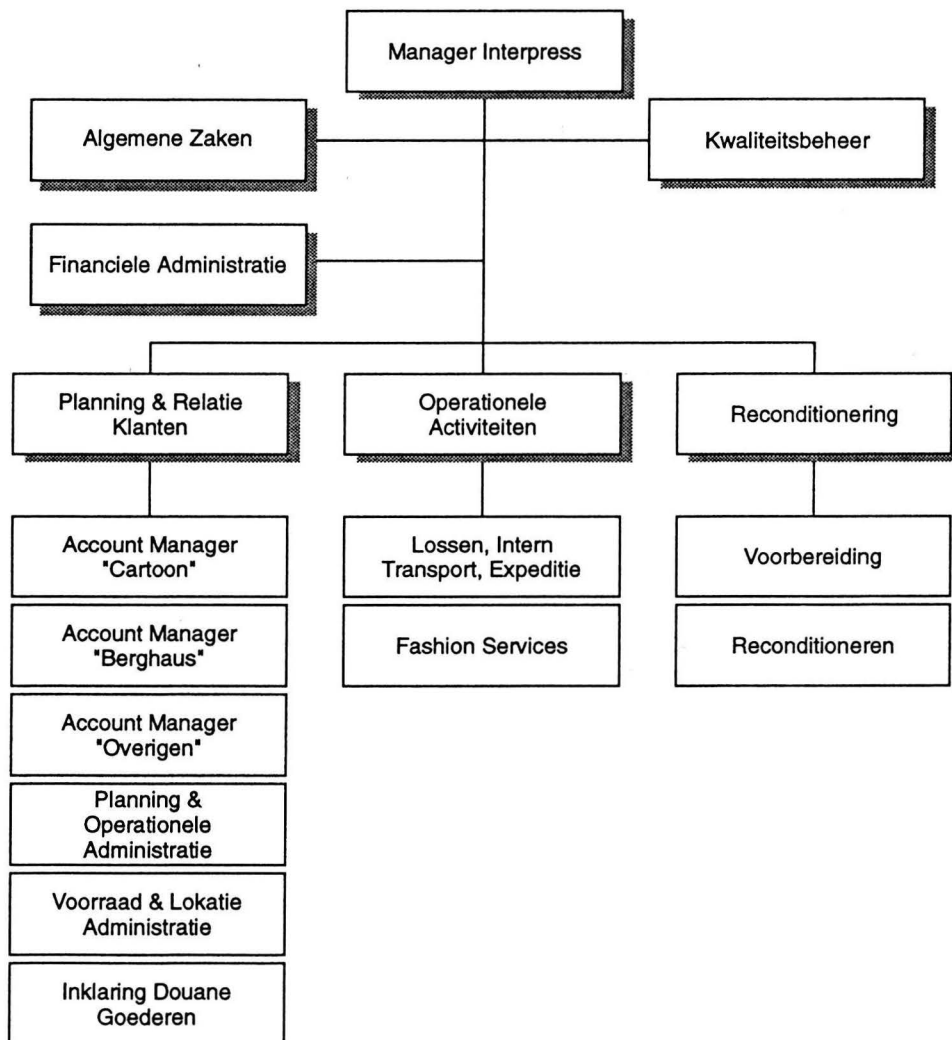 Manager Interpress
Algemene Zaken
Kwaliteitsbeheer
Financiele Administratie
Planning & Relatie
Klanten
Operationele
Activiteiten
Reconditionering
Account Manager
"Cartoon"
Account Manager
"Berghaus"
Account Manager
"Overigen"
Planning &
Operationele
Administratie
Voorraad & Lokatie
Administratie
Inklaring Douane
Goederen
Lossen, Intern
Transport, Expeditie
Fashion Services
Voorbereiding
Reconditioneren